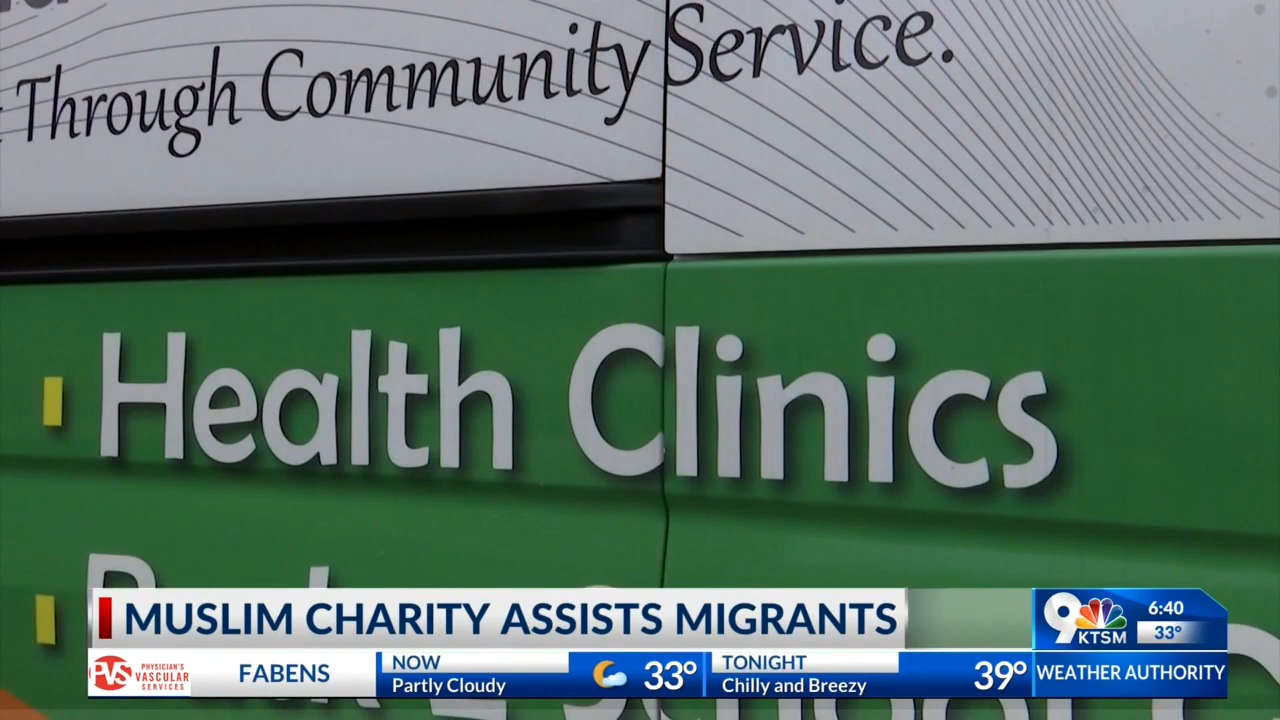 Through Community Service.
Health Clinics
MUSLIM CHARITY ASSISTS MIGRANTS
9 KTSM
6:40
33°
PVS PHYSICIAN'S VASCULAR SERVICES
FABENS
NOW
Partly Cloudy
33°
TONIGHT
Chilly and Breezy
39°
WEATHER AUTHORITY